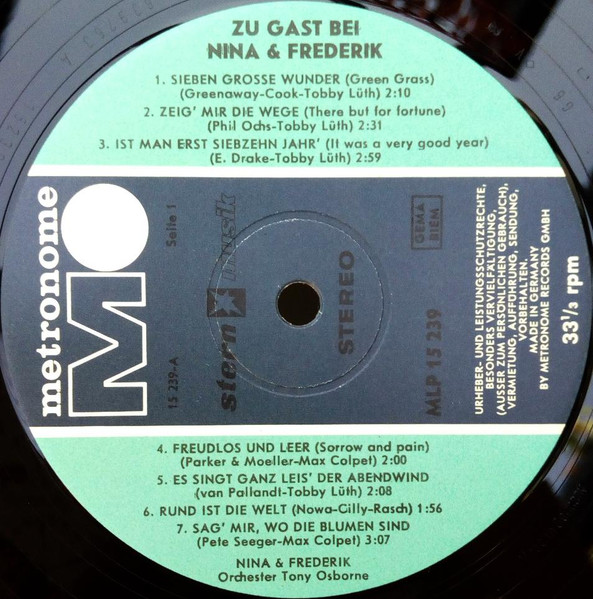 ZU GAST BEI
NINA & FREDERIK
1. SIEBEN GROSSE WUNDER (Green Grass)
(Greenaway-Cook-Tobby Lüth) 2:10
2. ZEIG' MIR DIE WEGE (There but for fortune)
(Phil Ochs-Tobby Lüth) 2:31
3. IST MAN ERST SIEBZEHN JAHR' (It was a very good year)
(E. Drake-Tobby Lüth) 2:59
metronome
Seite 1
15 239-A
stern musik
STEREO
GEMA
BIEM
MLP 15 239
URHEBER- UND LEISTUNGSSCHUTZRECHTE,
BESONDERS VERVIELFÄLTIGUNG,
(AUSSER ZUM PERSÖNLICHEN GEBRAUCH),
VERMIETUNG, AUFFÜHRUNG, SENDUNG,
VORBEHALTEN.
MADE IN GERMANY
BY METRONOME RECORDS GMBH
33 1/3 rpm
4. FREUDLOS UND LEER (Sorrow and pain)
(Parker & Moeller-Max Colpet) 2:00
5. ES SINGT GANZ LEIS' DER ABENDWIND
(van Pallandt-Tobby Lüth) 2:08
6. RUND IST DIE WELT (Nowa-Cilly-Rasch) 1:56
7. SAG' MIR, WO DIE BLUMEN SIND
(Pete Seeger-Max Colpet) 3:07
NINA & FREDERIK
Orchester Tony Osborne